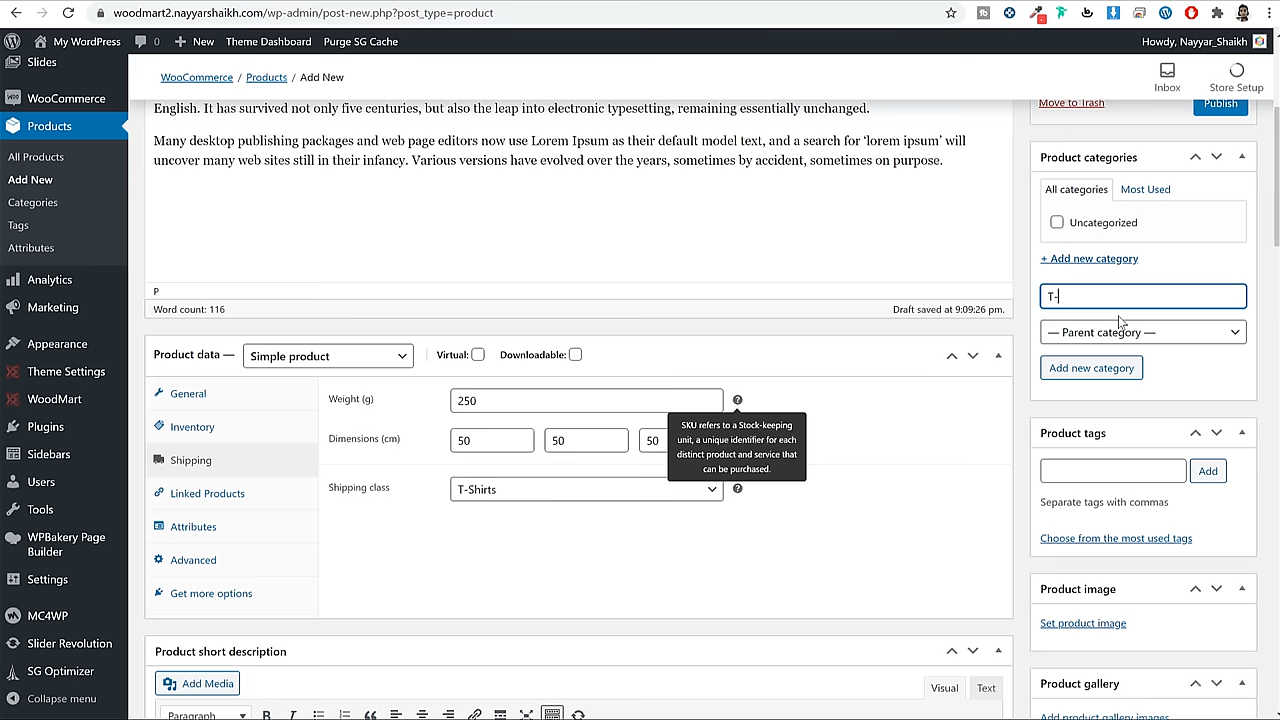 woodmart2.nayyarshaikh.com/wp-admin/post-new.php?post_type=product
My WordPress 0 + New Theme Dashboard Purge SG Cache Howdy, Nayyar_Shaikh
Slides
WooCommerce
Products
All Products
Add New
Categories
Tags
Attributes
Analytics
Marketing
Appearance
Theme Settings
WoodMart
Plugins
Sidebars
Users
Tools
WPBakery Page
Builder
Settings
MC4WP
Slider Revolution
SG Optimizer
Collapse menu
WooCommerce / Products / Add New
Inbox Store Setup
English. It has survived not only five centuries, but also the leap into electronic typesetting, remaining essentially unchanged.
Many desktop publishing packages and web page editors now use Lorem Ipsum as their default model text, and a search for ‘lorem ipsum’ will
uncover many web sites still in their infancy. Various versions have evolved over the years, sometimes by accident, sometimes on purpose.
P
Word count: 116 Draft saved at 9:09:26 pm.
Product data — Simple product Virtual: Downloadable:
General
Inventory
Shipping
Linked Products
Attributes
Advanced
Get more options
Weight (g) 250
Dimensions (cm) 50 50 50
SKU refers to a Stock-keeping
unit, a unique identifier for each
distinct product and service that
can be purchased.
Shipping class T-Shirts
Product short description
Add Media Visual Text
Paragraph B I
Move to Trash Publish
Product categories
All categories Most Used
Uncategorized
+ Add new category
T-
— Parent category —
Add new category
Product tags
Add
Separate tags with commas
Choose from the most used tags
Product image
Set product image
Product gallery
Add product gallery images